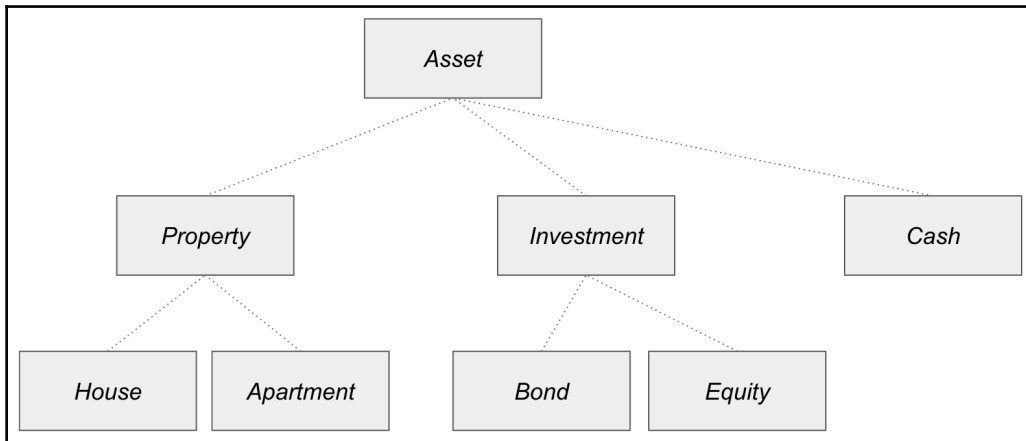 Asset
Property
Investment
Cash
House
Apartment
Bond
Equity